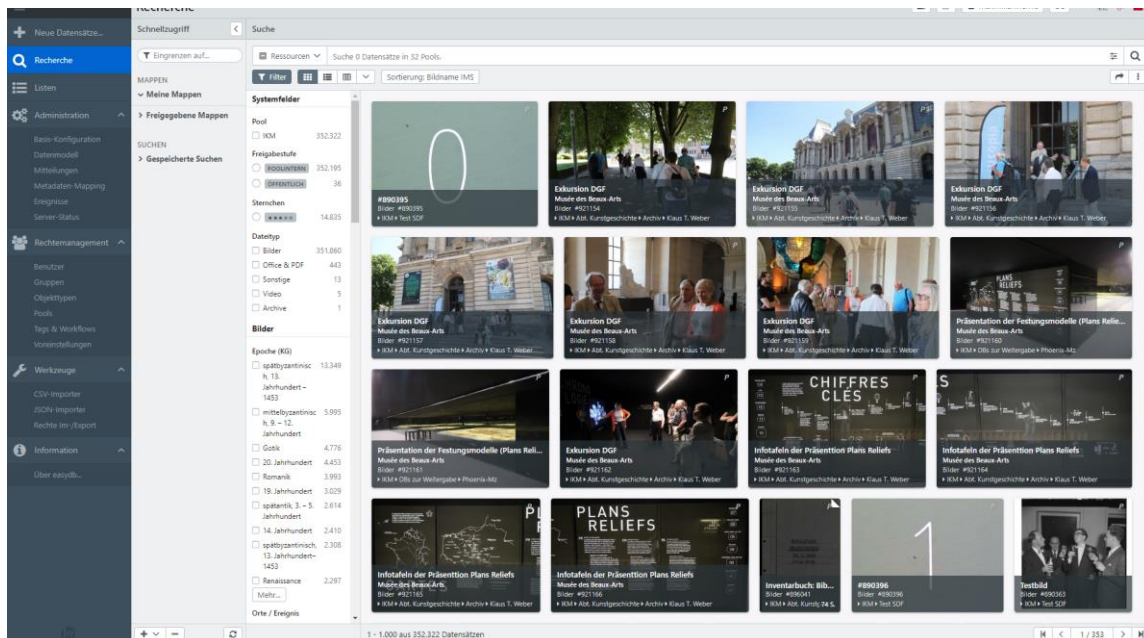 Recherche
Neue Datensätze...
Recherche
Listen
Administration
Basis-Konfiguration
Datenmodell
Mitteilungen
Metadaten-Mapping
Ereignisse
Server-Status
Rechtemanagement
Benutzer
Gruppen
Objekttypen
Pools
Tags & Workflows
Voreinstellungen
Werkzeuge
CSV-Importer
JSON-Importer
Rechte Im-/Export
Information
Über easydb...
Schnellzugriff
Eingrenzen auf...
MAPPEN
Meine Mappen
Freigegebene Mappen
SUCHEN
Gespeicherte Suchen
Suche
Ressourcen
Suche 0 Datensätze in 32 Pools.
Filter
Sortierung: Bildname IMS
Systemfelder
Pool
IKM 352.322
Freigabestufe
POOLINTERN 352.195
ÖFFENTLICH 36
Sternchen
14.835
Dateityp
Bilder 351.860
Office & PDF 443
Sonstige 13
Video 5
Archive 1
Bilder
Epoche (KG)
spätbyzantinisc 13.349
h, 13.
Jahrhundert –
1453
mittelbyzantinisc 5.995
h, 9. – 12.
Jahrhundert
Gotik 4.776
20. Jahrhundert 4.453
Romanik 3.993
19. Jahrhundert 3.029
spätantik, 3. – 5. 2.614
Jahrhundert
14. Jahrhundert 2.410
spätbyzantinisch, 2.308
13. Jahrhundert–
1453
Renaissance 2.297
Mehr...
Orte / Ereignis
0
#890395
Bilder #890395
IKM Test SDF
Exkursion DGF
Musée des Beaux-Arts
Bilder #921154
IKM Abt. Kunstgeschichte Archiv Klaus T. Weber
Exkursion DGF
Musée des Beaux-Arts
Bilder #921155
IKM Abt. Kunstgeschichte Archiv Klaus T. Weber
Exkursion DGF
Musée des Beaux-Arts
Bilder #921156
IKM Abt. Kunstgeschichte Archiv Klaus T. Weber
Exkursion DGF
Musée des Beaux-Arts
Bilder #921157
IKM Abt. Kunstgeschichte Archiv Klaus T. Weber
Exkursion DGF
Musée des Beaux-Arts
Bilder #921158
IKM Abt. Kunstgeschichte Archiv Klaus T. Weber
Exkursion DGF
Musée des Beaux-Arts
Bilder #921159
IKM Abt. Kunstgeschichte Archiv Klaus T. Weber
PLANS
RELIEFS
Präsentation der Festungsmodelle (Plans Relie...
Musée des Beaux-Arts
Bilder #921160
IKM DBs zur Weitergabe Phoenix-Mz
Präsentation der Festungsmodelle (Plans Reli...
Musée des Beaux-Arts
Bilder #921161
IKM DBs zur Weitergabe Phoenix-Mz
Exkursion DGF
Musée des Beaux-Arts
Bilder #921162
IKM Abt. Kunstgeschichte Archiv Klaus T. Weber
CHIFFRES
CLÉS
Infotafeln der Präsenttion Plans Reliefs
Musée des Beaux-Arts
Bilder #921163
IKM Abt. Kunstgeschichte Archiv Klaus T. Weber
Infotafeln der Präsenttion Plans Reliefs
Musée des Beaux-Arts
Bilder #921164
IKM Abt. Kunstgeschichte Archiv Klaus T. Weber
Infotafeln der Präsenttion Plans Reliefs
Musée des Beaux-Arts
Bilder #921165
IKM Abt. Kunstgeschichte Archiv Klaus T. Weber
PLANS
RELIEFS
Infotafeln der Präsenttion Plans Reliefs
Musée des Beaux-Arts
Bilder #921166
IKM Abt. Kunstgeschichte Archiv Klaus T. Weber
Inventarbuch: Bib...
Bilder #896041
IKM Abt. Kunstg 74 S.
1
#890396
Bilder #890396
IKM Test SDF
Testbild
Bilder #890363
IKM Test SDF
1 - 1.000 aus 352.322 Datensätzen
1 / 353